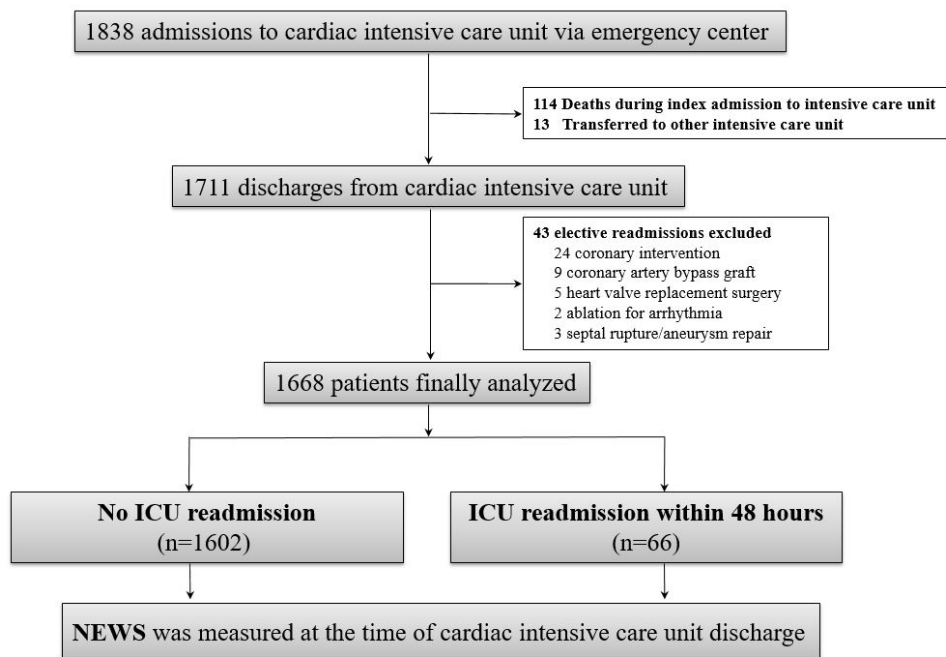 1838 admissions to cardiac intensive care unit via emergency center
114 Deaths during index admission to intensive care unit
13 Transferred to other intensive care unit
1711 discharges from cardiac intensive care unit
43 elective readmissions excluded
24 coronary intervention
9 coronary artery bypass graft
5 heart valve replacement surgery
2 ablation for arrhythmia
3 septal rupture/aneurysm repair
1668 patients finally analyzed
No ICU readmission
(n=1602)
ICU readmission within 48 hours
(n=66)
NEWS was measured at the time of cardiac intensive care unit discharge